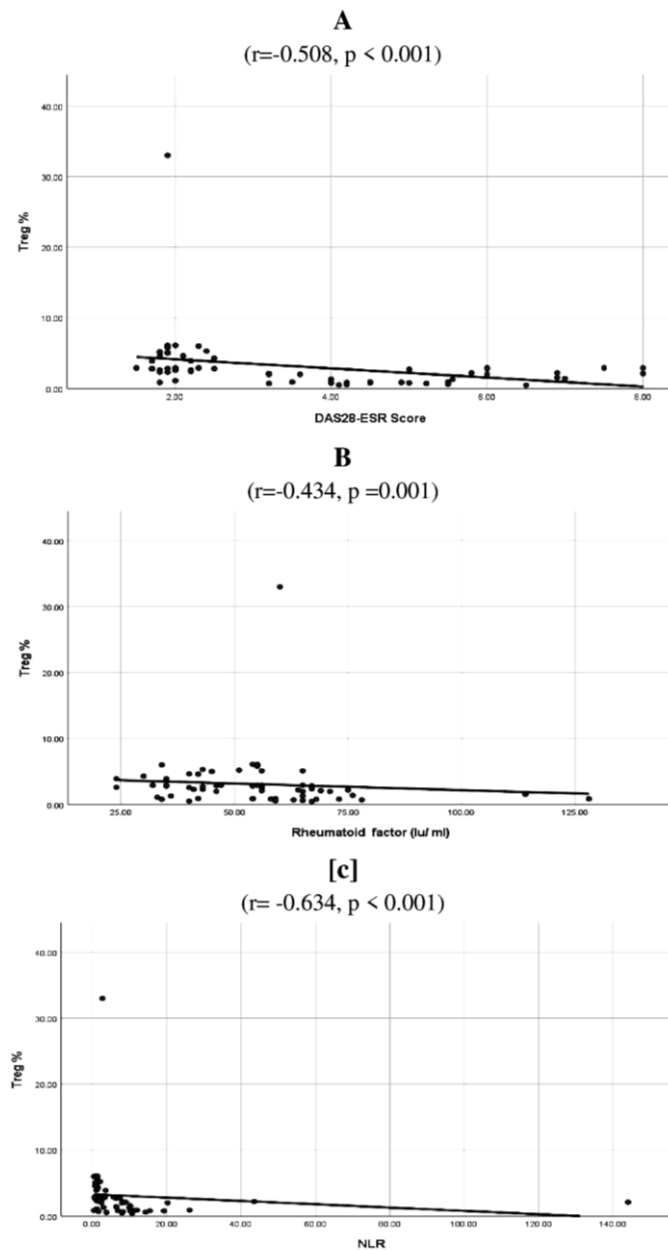 A
(r=-0.508, p < 0.001)
40.00
30.00
20.00
10.00
0.00
Treg %
2.00 4.00 6.00 8.00
DAS28-ESR Score
B
(r=-0.434, p =0.001)
40.00
30.00
20.00
10.00
0.00
Treg %
25.00 50.00 75.00 100.00 125.00
Rheumatoid factor (Iu/ ml)
[c]
(r= -0.634, p < 0.001)
40.00
30.00
20.00
10.00
0.00
Treg %
0.00 20.00 40.00 60.00 80.00 100.00 120.00 140.00
NLR